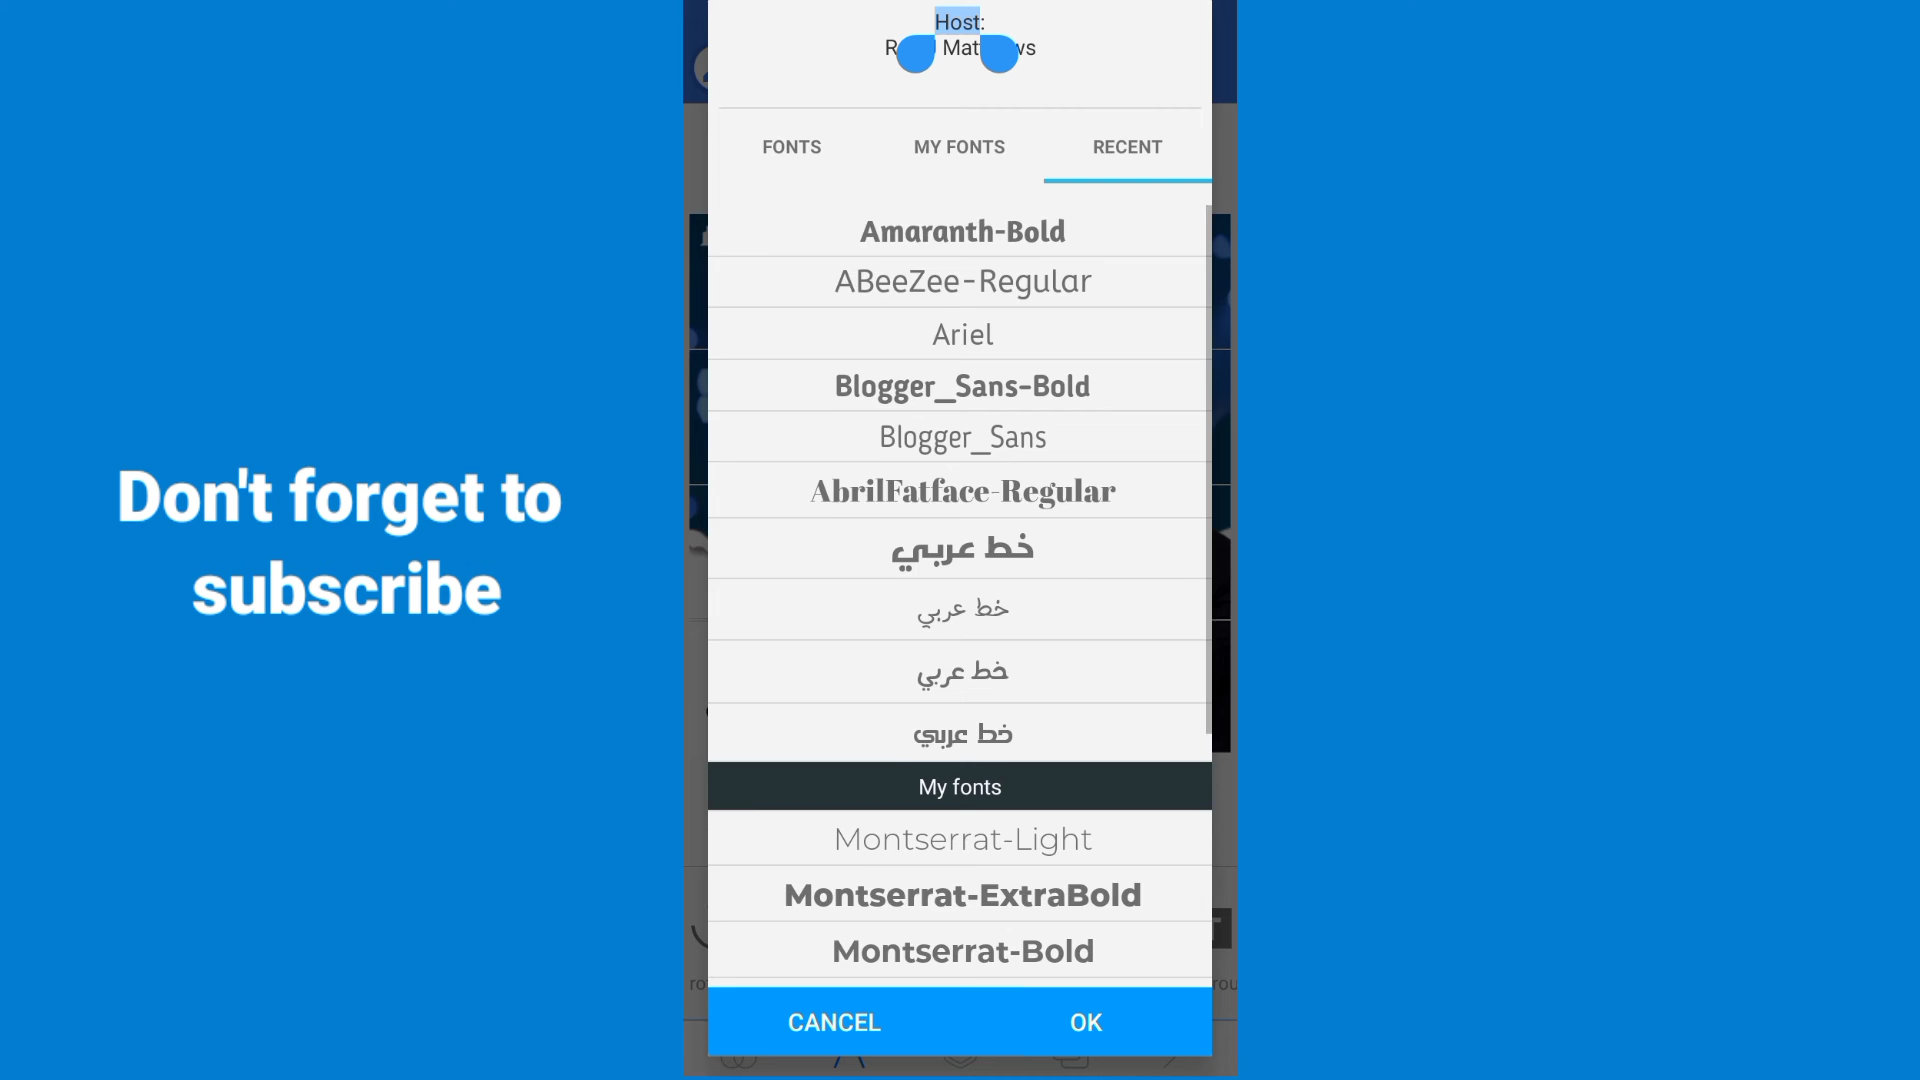 Host:
FONTS MY FONTS RECENT
Amaranth-Bold
ABeeZee-Regular
Ariel
Blogger_Sans-Bold
Blogger_Sans
AbrilFatface-Regular
خط عربي
خط عربي
خط عربي
خط عربي
My fonts
Montserrat-Light
Montserrat-ExtraBold
Montserrat-Bold
CANCEL OK
Don't forget to
subscribe